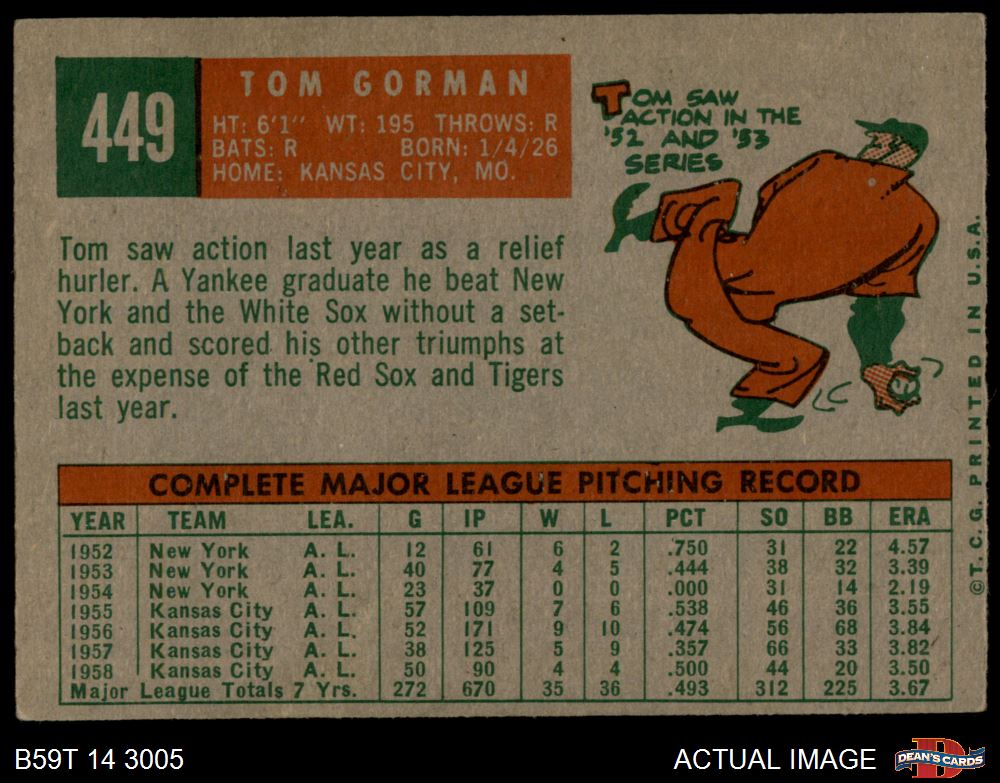 449
TOM GORMAN
HT: 6'1" WT: 195 THROWS: R
BATS: R BORN: 1/4/26
HOME: KANSAS CITY, MO.
TOM SAW
ACTION IN THE
'52 AND '53
SERIES
Tom saw action last year as a relief
hurler. A Yankee graduate he beat New
York and the White Sox without a set-
back and scored his other triumphs at
the expense of the Red Sox and Tigers
last year.
COMPLETE MAJOR LEAGUE PITCHING RECORD
YEAR TEAM LEA. G IP W L PCT SO BB ERA
1952 New York A. L. 12 61 6 2 .750 31 22 4.57
1953 New York A. L. 40 77 4 5 .444 38 32 3.39
1954 New York A. L. 23 37 0 0 .000 31 14 2.19
1955 Kansas City A. L. 57 109 7 6 .538 46 36 3.55
1956 Kansas City A. L. 52 171 9 10 .474 56 68 3.84
1957 Kansas City A. L. 38 125 5 9 .357 66 33 3.82
1958 Kansas City A. L. 50 90 4 4 .500 44 20 3.50
Major League Totals 7 Yrs. 272 670 35 36 .493 312 225 3.67
©T. C. G. PRINTED IN U.S.A.
B59T 14 3005
ACTUAL IMAGE
D
DEAN'S CARDS